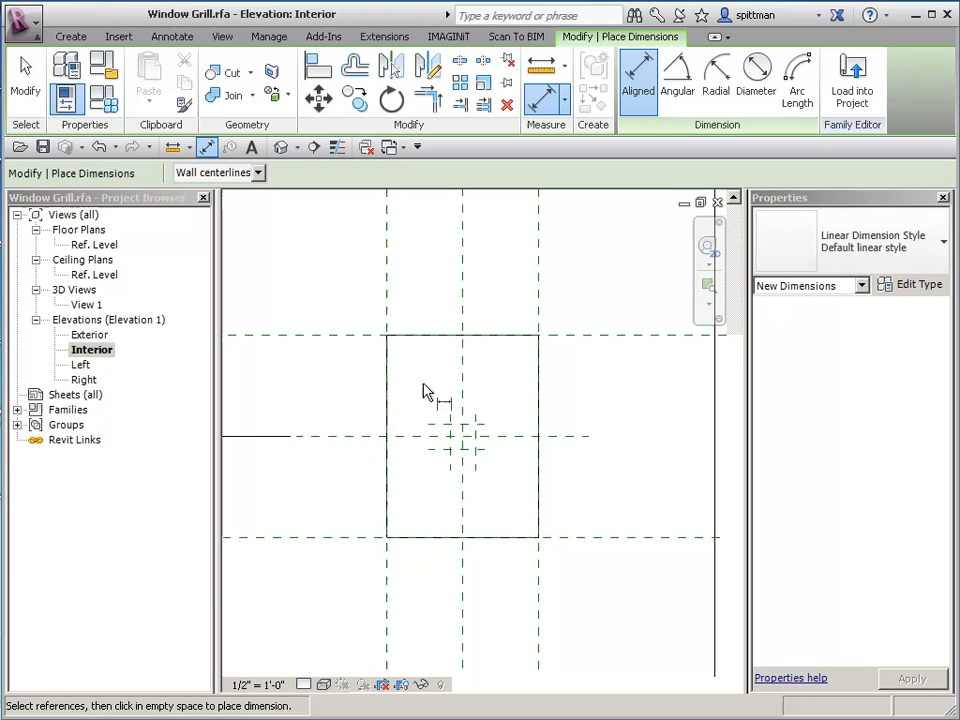 Window Grill.rfa - Elevation: Interior
Type a keyword or phrase
spittman
Create
Insert
Annotate
View
Manage
Add-Ins
Extensions
IMAGINiT
Scan To BIM
Modify | Place Dimensions
Modify
Paste
Cut
Join
Aligned
Angular
Radial
Diameter
Arc
Length
Load into
Project
Select
Properties
Clipboard
Geometry
Modify
Measure
Create
Dimension
Family Editor
Modify | Place Dimensions
Wall centerlines
Window Grill.rfa - Project Browser
Views (all)
Floor Plans
Ref. Level
Ceiling Plans
Ref. Level
3D Views
View 1
Elevations (Elevation 1)
Exterior
Interior
Left
Right
Sheets (all)
Families
Groups
Revit Links
Properties
Linear Dimension Style
Default linear style
New Dimensions
Edit Type
Properties help
Apply
1/2" = 1'-0"
Select references, then click in empty space to place dimension.